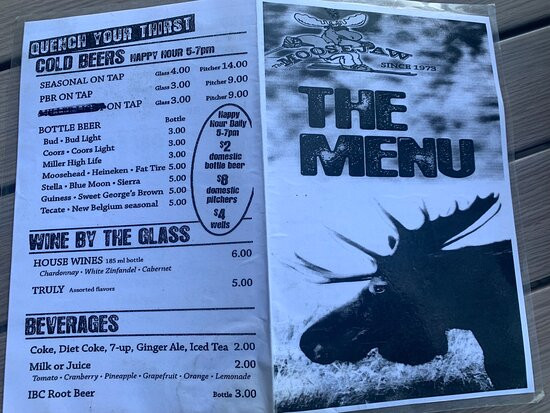 QUENCH YOUR THIRST
COLD BEERS HAPPY HOUR 5-7pm
SEASONAL ON TAP Glass 4.00 Pitcher 14.00
PBR ON TAP Glass 3.00 Pitcher 9.00
ON TAP Glass 3.00 Pitcher 9.00
BOTTLE BEER Bottle
Bud • Bud Light 3.00
Coors • Coors Light 3.00
Miller High Life 3.00
Moosehead • Heineken • Fat Tire 5.00
Stella • Blue Moon • Sierra 5.00
Guiness • Sweet George's Brown 5.00
Tecate • New Belgium seasonal 5.00
Happy
Hour Daily
5-7pm
$2
domestic
bottle beer
$8
domestic
pitchers
$4
wells
WINE BY THE GLASS
HOUSE WINES 185 ml bottle 6.00
Chardonnay • White Zinfandel • Cabernet
TRULY Assorted flavors 5.00
BEVERAGES
Coke, Diet Coke, 7-up, Ginger Ale, Iced Tea 2.00
Milk or Juice 2.00
Tomato • Cranberry • Pineapple • Grapefruit • Orange • Lemonade
IBC Root Beer Bottle 3.00
MOOSE JAW
SINCE 1973
THE
MENU